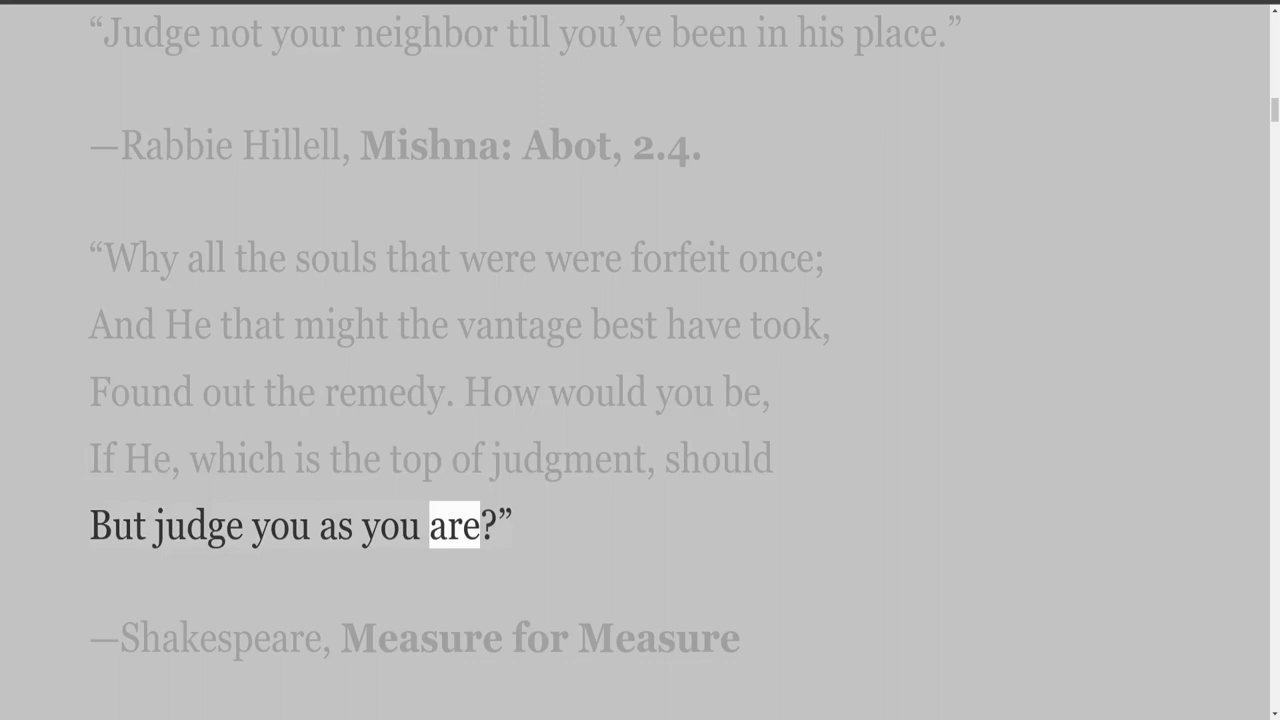 “Judge not your neighbor till you’ve been in his place.”
—Rabbie Hillell, Mishna: Abot, 2.4.
“Why all the souls that were were forfeit once;
And He that might the vantage best have took,
Found out the remedy. How would you be,
If He, which is the top of judgment, should
But judge you as you are?”
—Shakespeare, Measure for Measure